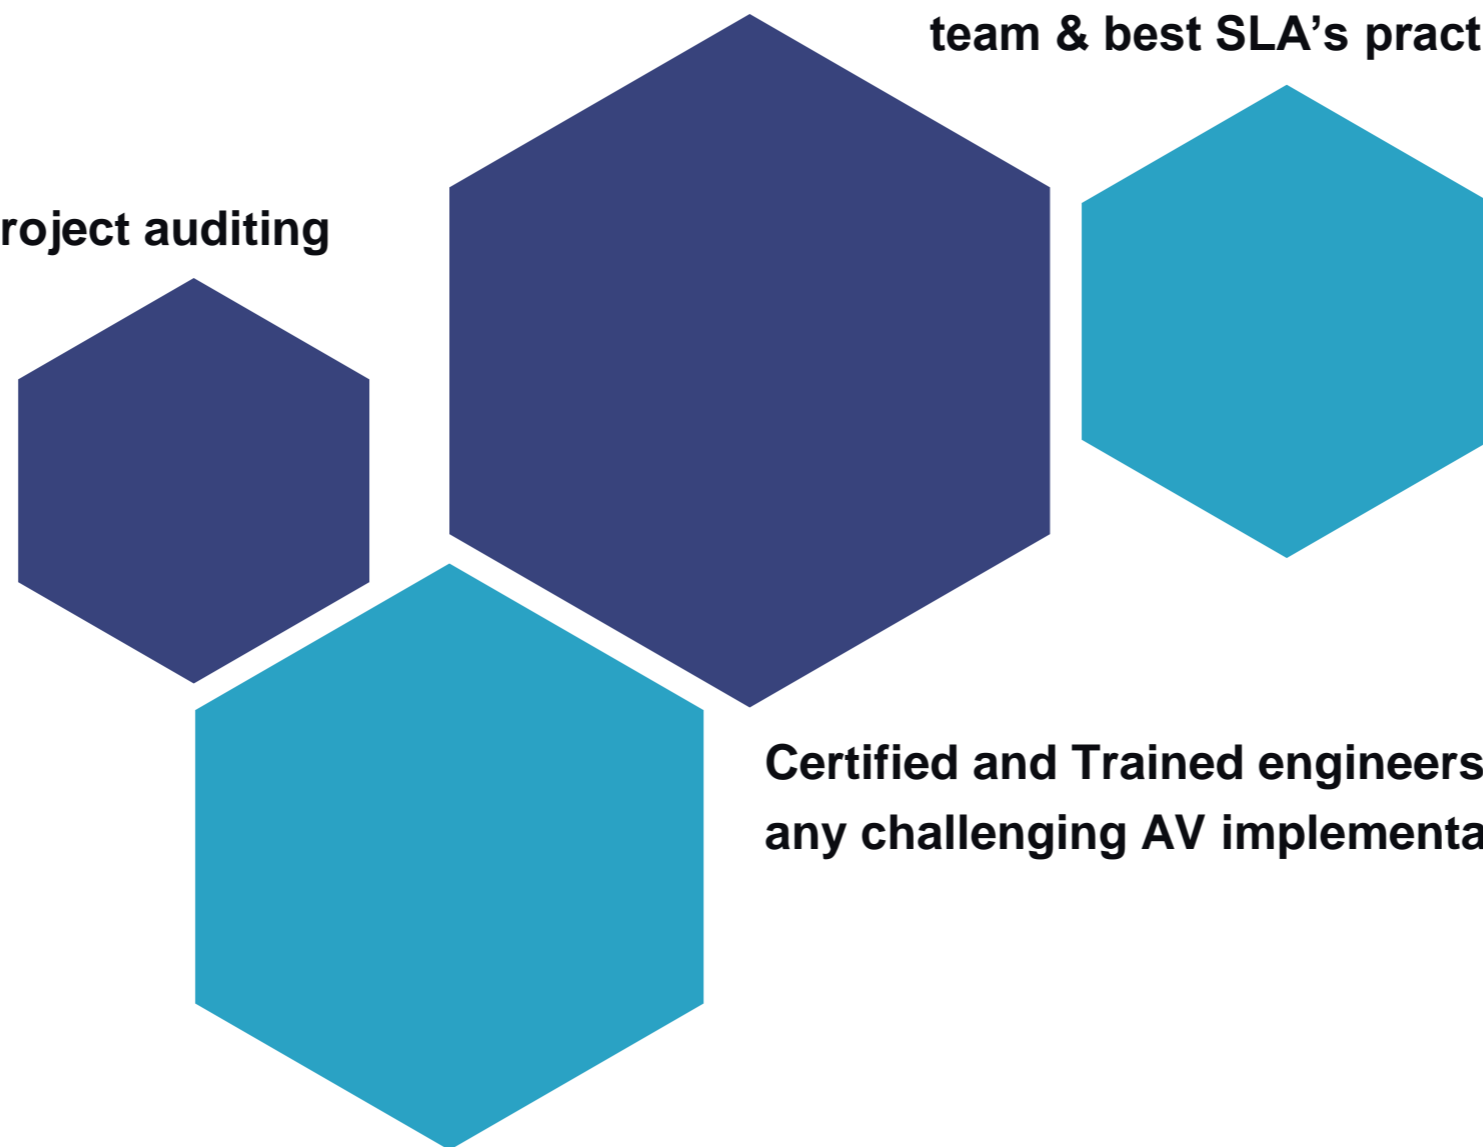 team & best SLA’s pract
roject auditing
Certified and Trained engineers
any challenging AV implementa